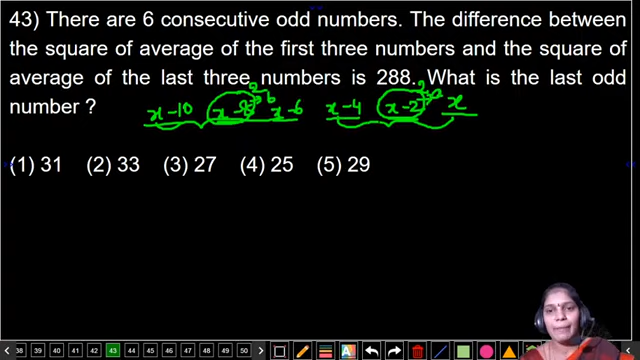 43) There are 6 consecutive odd numbers. The difference between
the square of average of the first three numbers and the square of
average of the last three numbers is 288. What is the last odd
number ?
x-10 x-8 x-6 x-4 x-2 x
(1) 31 (2) 33 (3) 27 (4) 25 (5) 29
38 39 40 41 42 43 44 45 46 47 48 49 50